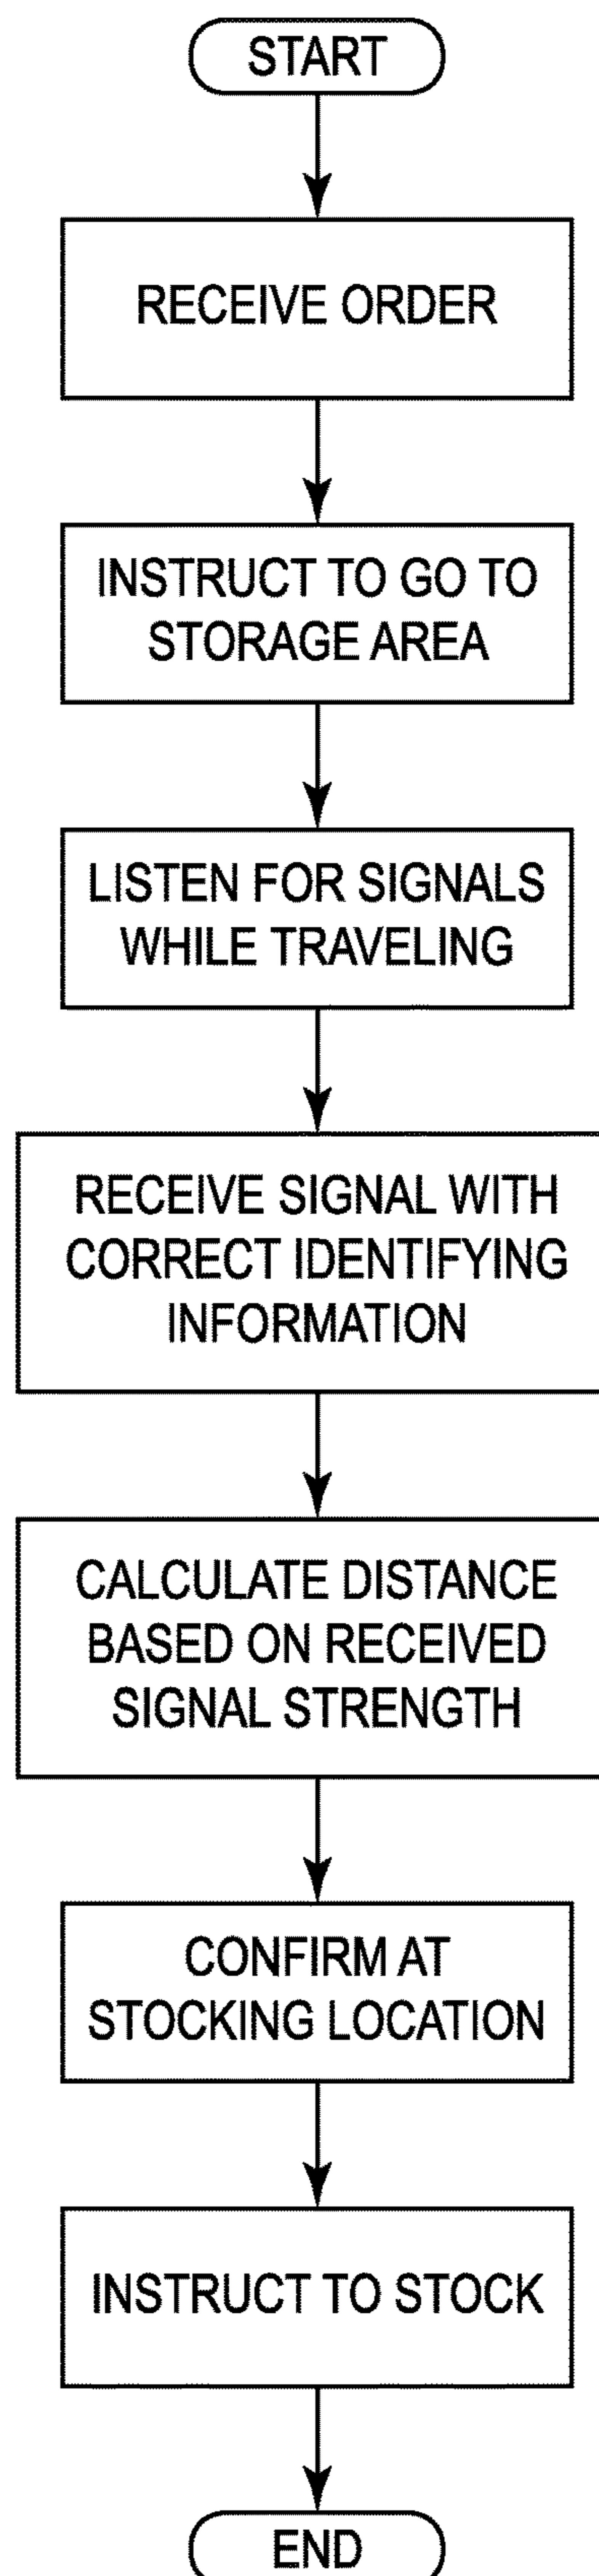 START
RECEIVE ORDER
INSTRUCT TO GO TO
STORAGE AREA
LISTEN FOR SIGNALS
WHILE TRAVELING
RECEIVE SIGNAL WITH
CORRECT IDENTIFYING
INFORMATION
CALCULATE DISTANCE
BASED ON RECEIVED
SIGNAL STRENGTH
CONFIRM AT
STOCKING LOCATION
INSTRUCT TO STOCK
END